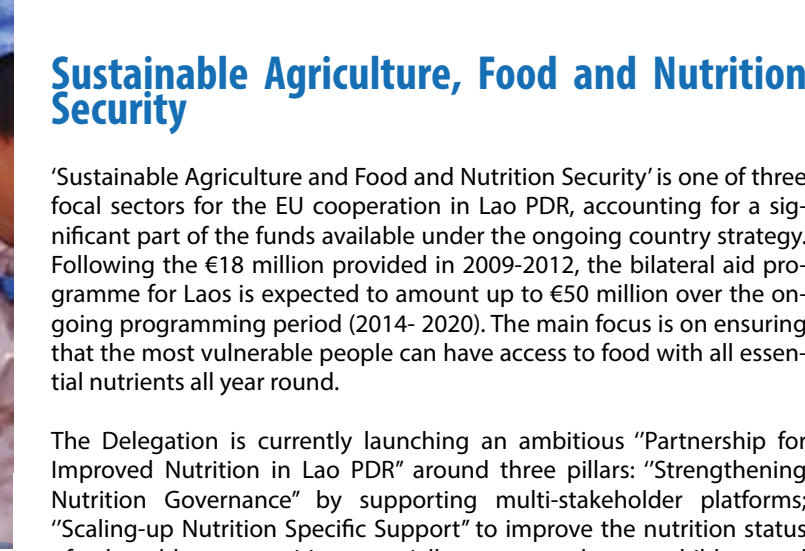 Sustainable Agriculture, Food and Nutrition
Security
‘Sustainable Agriculture and Food and Nutrition Security’ is one of three
focal sectors for the EU cooperation in Lao PDR, accounting for a sig-
nificant part of the funds available under the ongoing country strategy.
Following the €18 million provided in 2009-2012, the bilateral aid pro-
gramme for Laos is expected to amount up to €50 million over the on-
going programming period (2014- 2020). The main focus is on ensuring
that the most vulnerable people can have access to food with all essen-
tial nutrients all year round.
The Delegation is currently launching an ambitious ‘’Partnership for
Improved Nutrition in Lao PDR’’ around three pillars: ‘’Strengthening
Nutrition Governance’’ by supporting multi-stakeholder platforms;
‘’Scaling-up Nutrition Specific Support’’ to improve the nutrition status